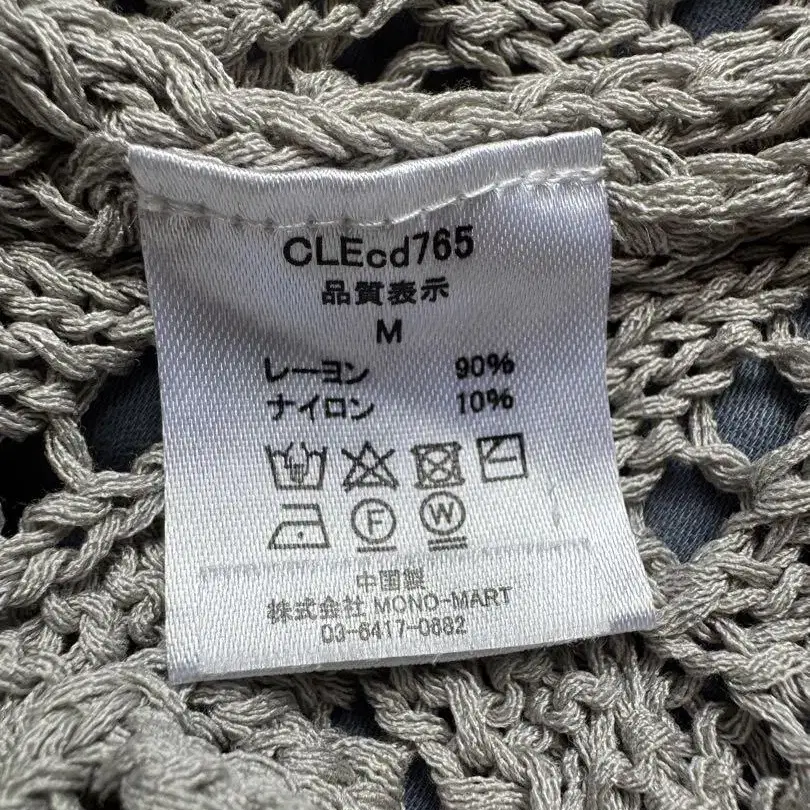 CLEcd765
品質表示
M
レーヨン 90%
ナイロン 10%
F W
中国製
株式会社 MONO-MART
03-6417-0682